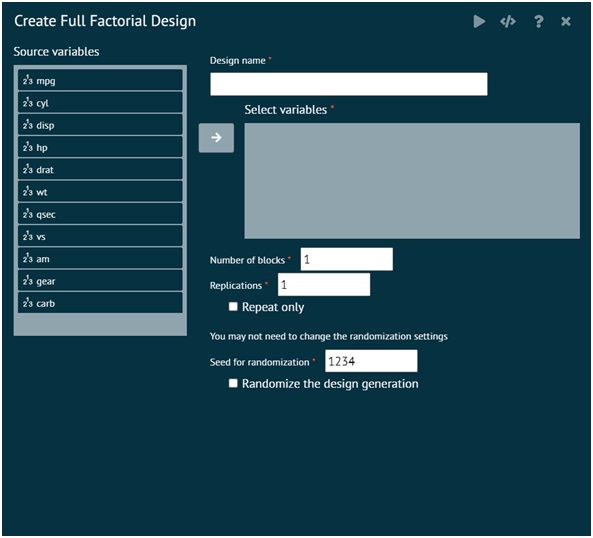 Create Full Factorial Design
</>
?
×
Source variables
mpg
cyl
disp
hp
drat
wt
qsec
vs
am
gear
carb
Design name *
Select variables *
Number of blocks * 1
Replications * 1
Repeat only
You may not need to change the randomization settings
Seed for randomization * 1234
Randomize the design generation